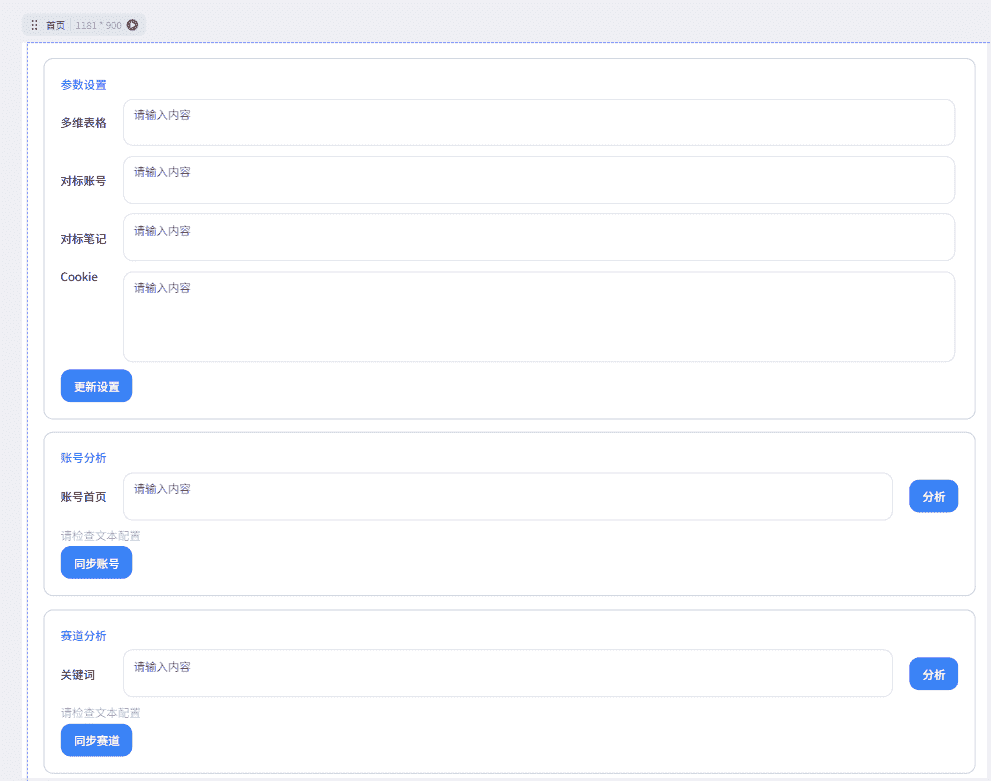 首页 1181 * 900
参数设置
多维表格 请输入内容
对标账号 请输入内容
对标笔记 请输入内容
Cookie 请输入内容
更新设置
账号分析
账号首页 请输入内容 分析
请检查文本配置
同步账号
赛道分析
关键词 请输入内容 分析
请检查文本配置
同步赛道